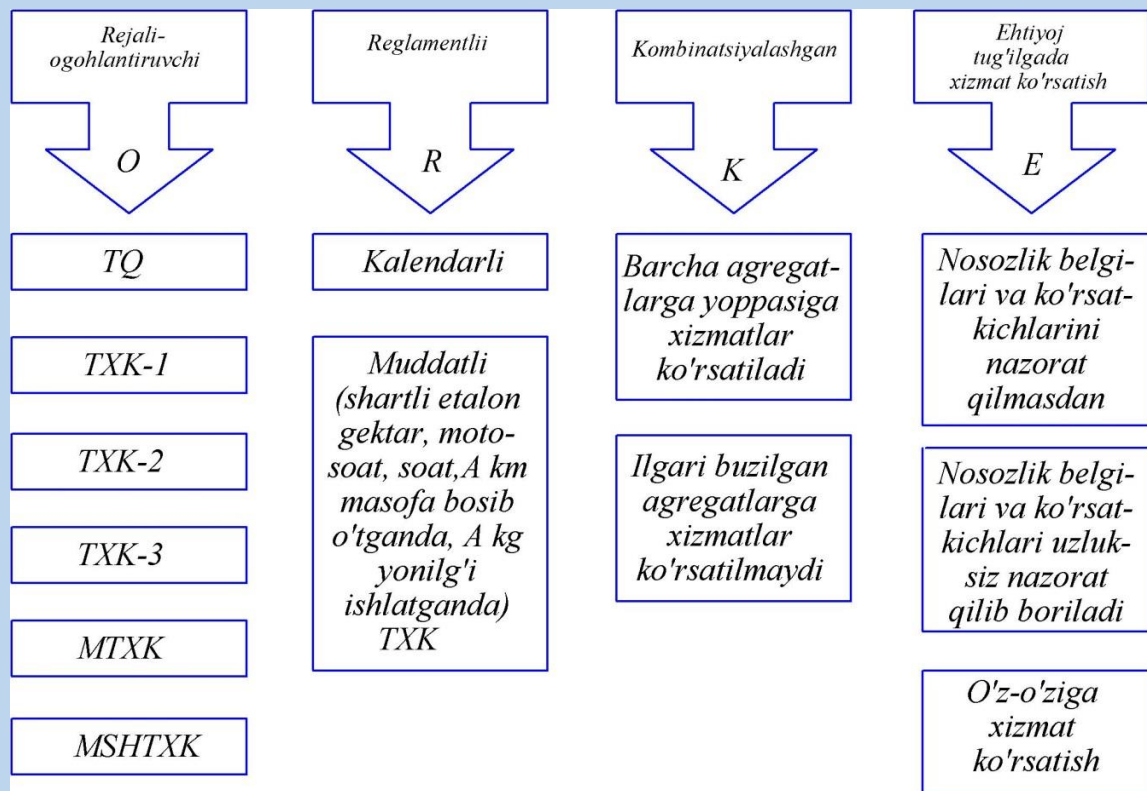 Rejali-
ogohlantiruvchi
O
TQ
TXK-1
TXK-2
TXK-3
MTXK
MSHTXK
Reglamentlii
R
Kalendarli
Muddatli
(shartli etalon
gektar, moto-
soat, soat,A km
masofa bosib
o'tganda, A kg
yonilg'i
ishlatganda)
TXK
Kombinatsiyalashgan
K
Barcha agregat-
larga yoppasiga
xizmatlar
ko'rsatiladi
Ilgari buzilgan
agregatlarga
xizmatlar
ko'rsatilmaydi
Ehtiyoj
tug'ilgada
xizmat ko'rsatish
E
Nosozlik belgi-
lari va ko'rsat-
kichlarini
nazorat
qilmasdan
Nosozlik belgi-
lari va ko'rsat-
kichlari uzluk-
siz nazorat
qilib boriladi
O'z-o'ziga
xizmat
ko'rsatish